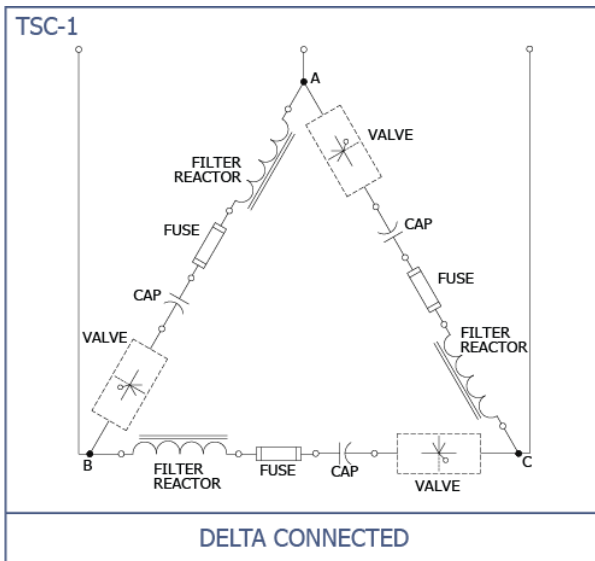 TSC-1
A
VALVE
FILTER
REACTOR
FUSE
CAP
CAP
FUSE
VALVE
FILTER
REACTOR
B
C
FILTER
REACTOR
FUSE
CAP
VALVE
DELTA CONNECTED